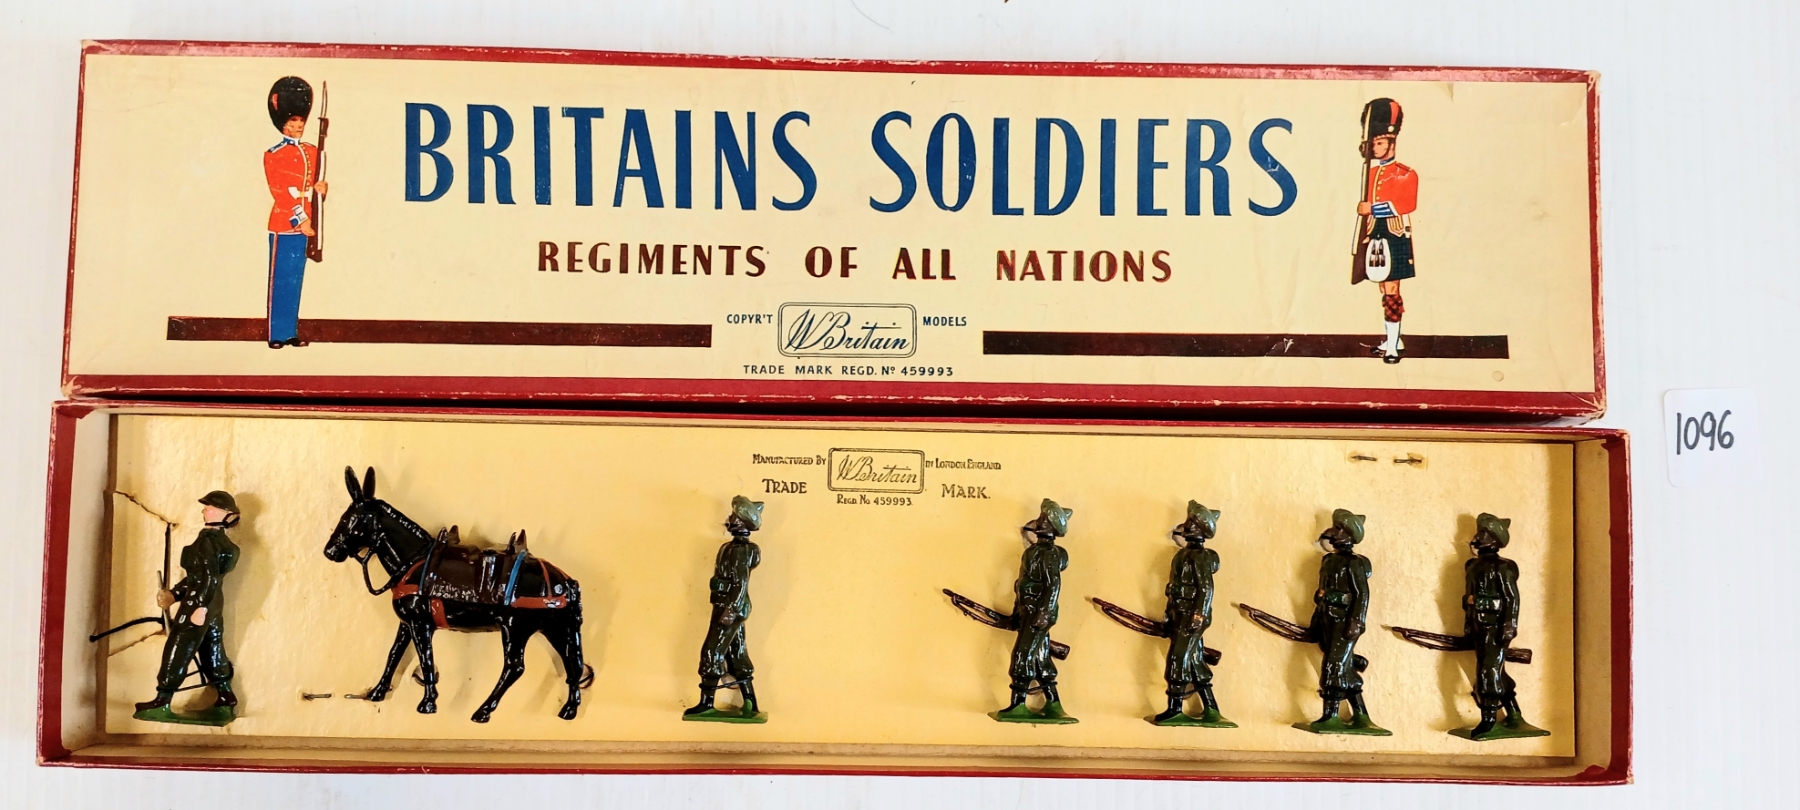 BRITAINS SOLDIERS
REGIMENTS OF ALL NATIONS
COPYR'T W Britain MODELS
TRADE MARK REGD. Nº 459993
1096
MANUFACTURED BY W Britain IN LONDON ENGLAND
TRADE MARK.
REGD. No 459993.